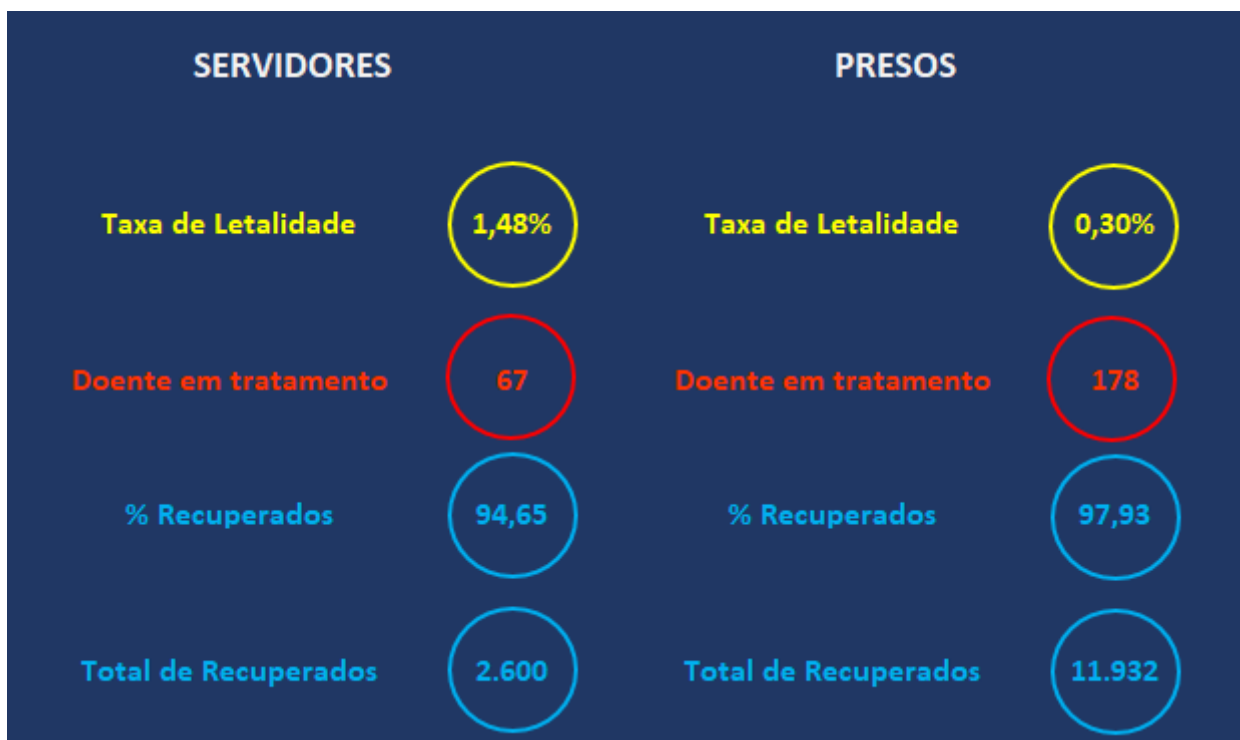 SERVIDORES
PRESOS
Taxa de Letalidade 1,48% Taxa de Letalidade 0,30%
Doente em tratamento 67 Doente em tratamento 178
% Recuperados 94,65 % Recuperados 97,93
Total de Recuperados 2.600 Total de Recuperados 11.932